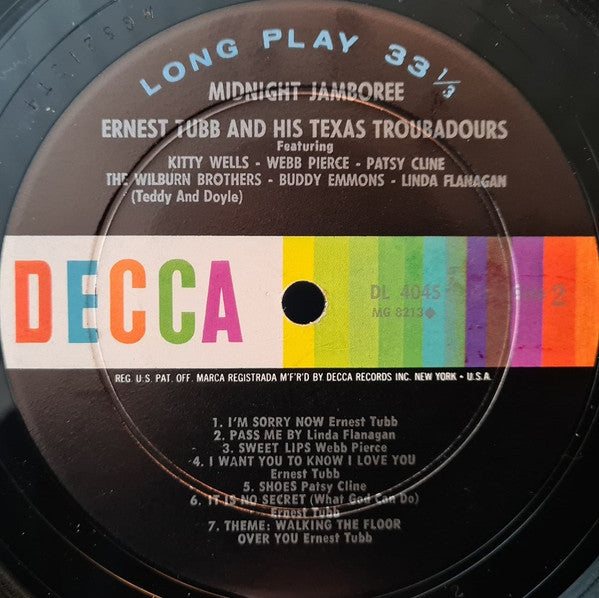 LONG PLAY 33 1/3
MIDNIGHT JAMBOREE
ERNEST TUBB AND HIS TEXAS TROUBADOURS
Featuring
KITTY WELLS - WEBB PIERCE - PATSY CLINE
THE WILBURN BROTHERS - BUDDY EMMONS - LINDA FLANAGAN
(Teddy And Doyle)
DECCA
DL 4045
2
MG 8213◆
REG. U.S. PAT. OFF. MARCA REGISTRADA M'F'R'D BY DECCA RECORDS INC. NEW YORK • U.S.A.
1. I'M SORRY NOW Ernest Tubb
2. PASS ME BY Linda Flanagan
3. SWEET LIPS Webb Pierce
4. I WANT YOU TO KNOW I LOVE YOU
Ernest Tubb
5. SHOES Patsy Cline
6. IT IS NO SECRET (What God Can Do)
Ernest Tubb
7. THEME: WALKING THE FLOOR
OVER YOU Ernest Tubb